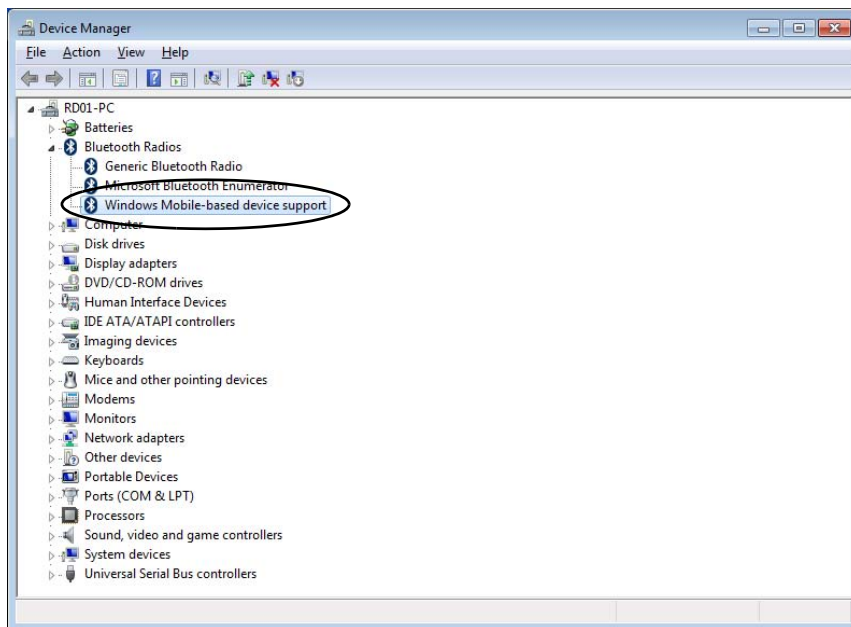 Device Manager
File Action View Help
RD01-PC
Batteries
Bluetooth Radios
Generic Bluetooth Radio
Microsoft Bluetooth Enumerator
Windows Mobile-based device support
Computer
Disk drives
Display adapters
DVD/CD-ROM drives
Human Interface Devices
IDE ATA/ATAPI controllers
Imaging devices
Keyboards
Mice and other pointing devices
Modems
Monitors
Network adapters
Other devices
Portable Devices
Ports (COM & LPT)
Processors
Sound, video and game controllers
System devices
Universal Serial Bus controllers